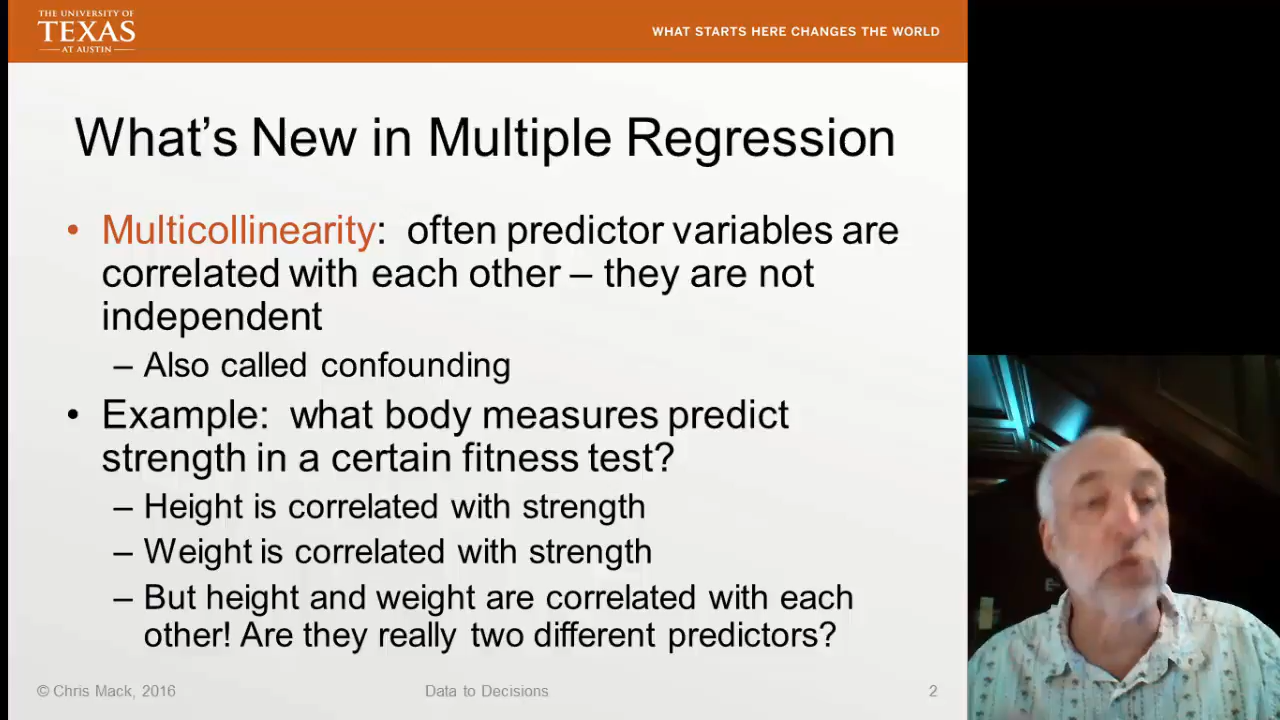 THE UNIVERSITY OF
TEXAS
AT AUSTIN
WHAT STARTS HERE CHANGES THE WORLD
What's New in Multiple Regression
• Multicollinearity: often predictor variables are
correlated with each other – they are not
independent
– Also called confounding
• Example: what body measures predict
strength in a certain fitness test?
– Height is correlated with strength
– Weight is correlated with strength
– But height and weight are correlated with each
other! Are they really two different predictors?
© Chris Mack, 2016
Data to Decisions
2